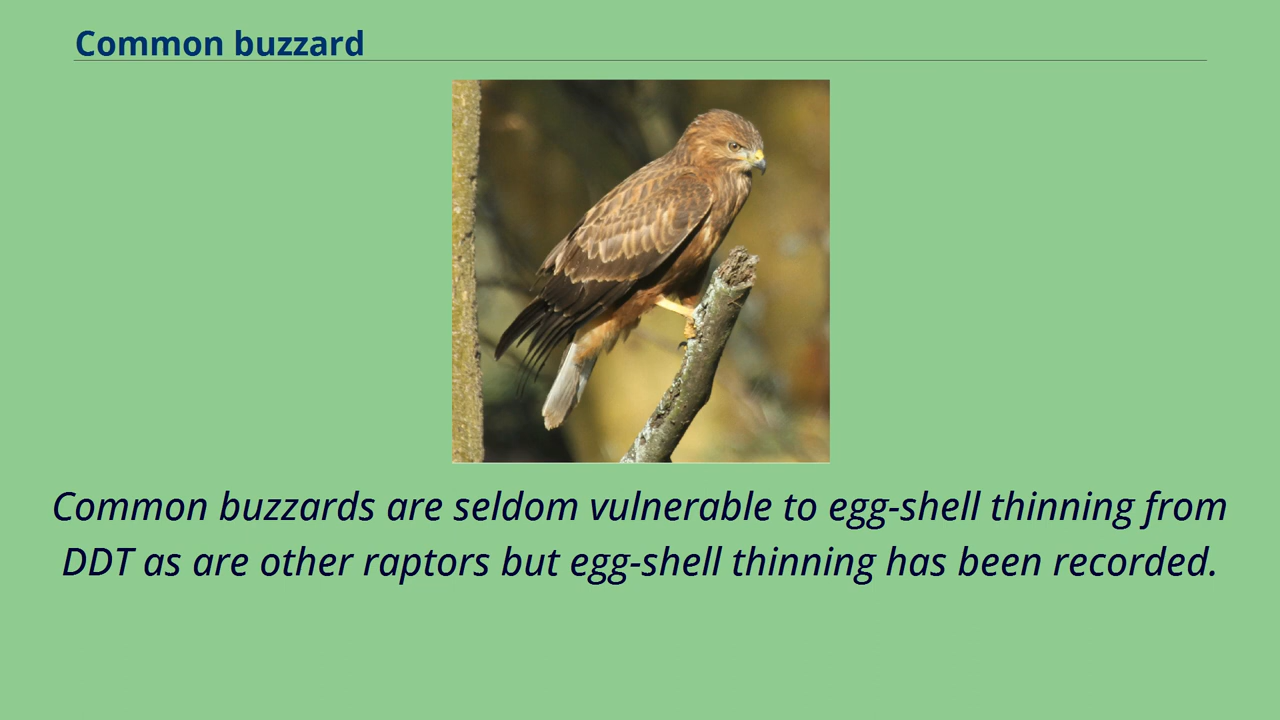 Common buzzard
Common buzzards are seldom vulnerable to egg-shell thinning from
DDT as are other raptors but egg-shell thinning has been recorded.